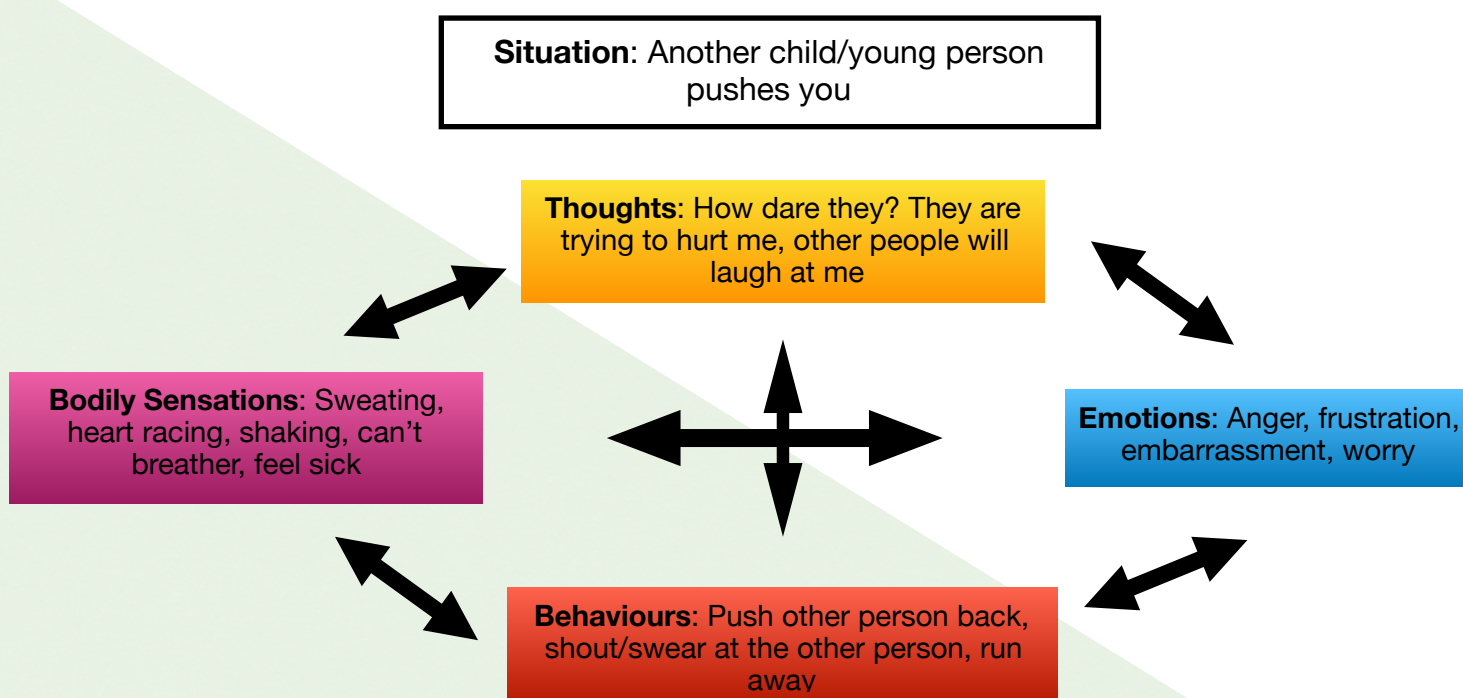 Situation: Another child/young person
pushes you
Thoughts: How dare they? They are
trying to hurt me, other people will
laugh at me
Bodily Sensations: Sweating,
heart racing, shaking, can’t
breather, feel sick
Emotions: Anger, frustration,
embarrassment, worry
Behaviours: Push other person back,
shout/swear at the other person, run
away